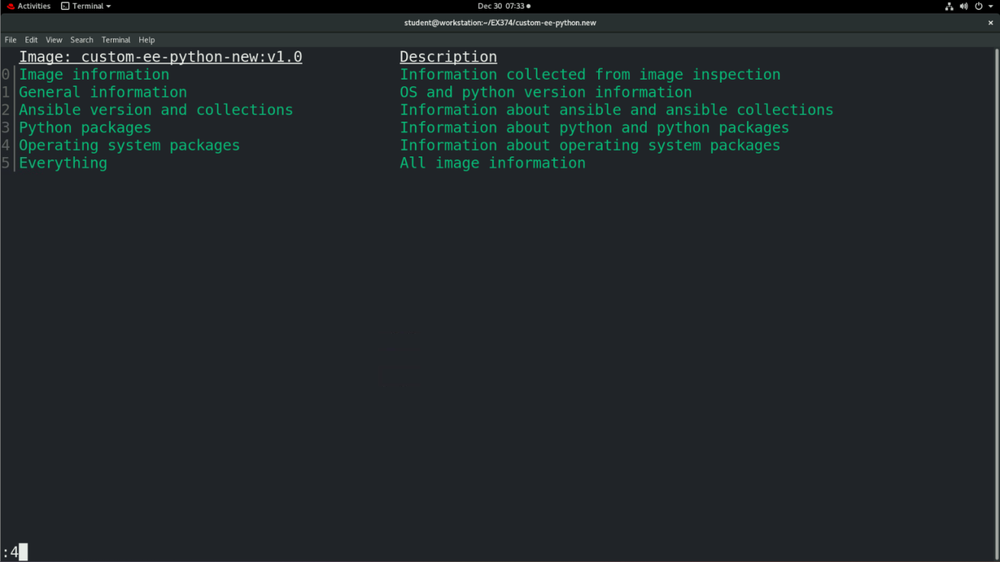 Activities Terminal Dec 30 07:33
student@workstation:~/EX374/custom-ee-python.new
File Edit View Search Terminal Help
Image: custom-ee-python-new:v1.0 Description
0 Image information Information collected from image inspection
1 General information OS and python version information
2 Ansible version and collections Information about ansible and ansible collections
3 Python packages Information about python and python packages
4 Operating system packages Information about operating system packages
5 Everything All image information
:4